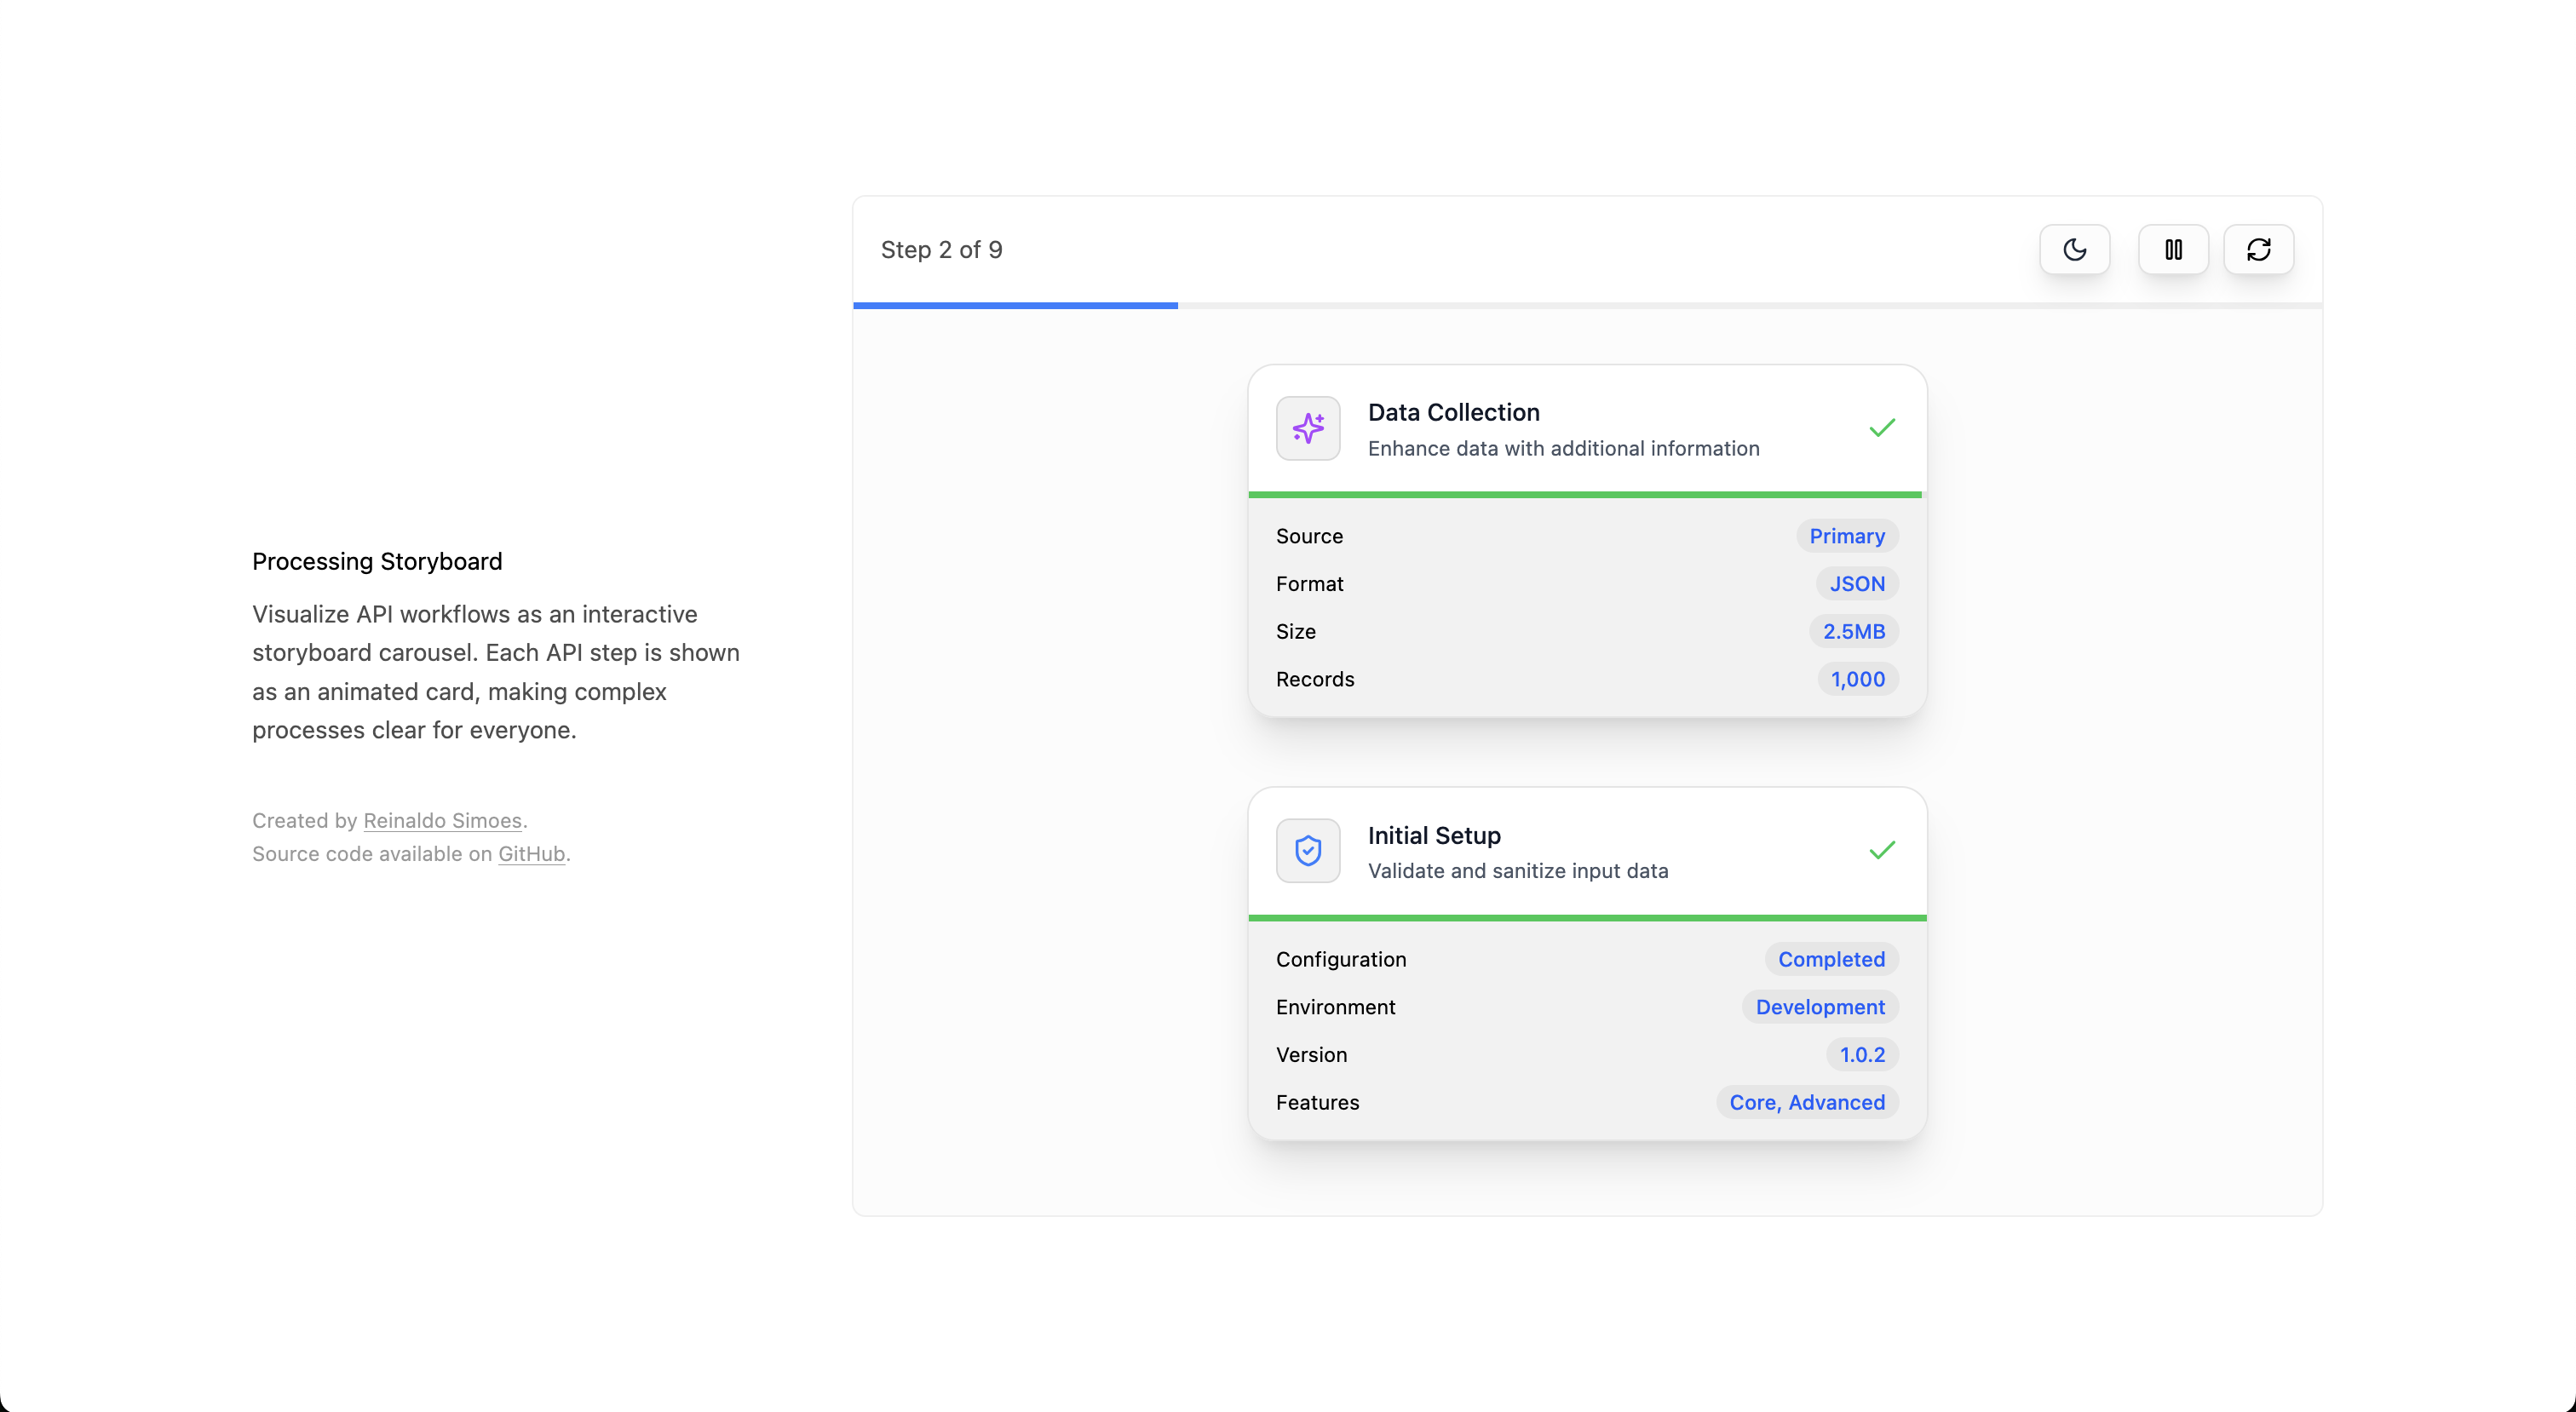 Processing Storyboard
Visualize API workflows as an interactive
storyboard carousel. Each API step is shown
as an animated card, making complex
processes clear for everyone.
Created by Reinaldo Simoes.
Source code available on GitHub.
Step 2 of 9
Data Collection
Enhance data with additional information
Source Primary
Format JSON
Size 2.5MB
Records 1,000
Initial Setup
Validate and sanitize input data
Configuration Completed
Environment Development
Version 1.0.2
Features Core, Advanced